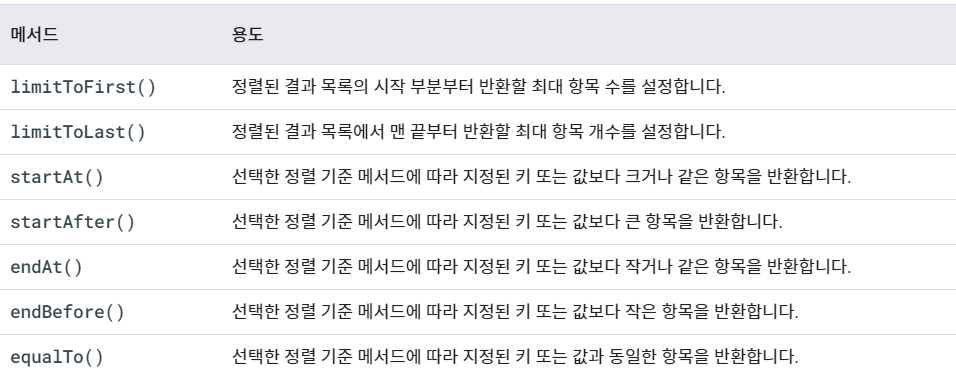 메서드 용도
limitToFirst() 정렬된 결과 목록의 시작 부분부터 반환할 최대 항목 수를 설정합니다.
limitToLast() 정렬된 결과 목록에서 맨 끝부터 반환할 최대 항목 개수를 설정합니다.
startAt() 선택한 정렬 기준 메서드에 따라 지정된 키 또는 값보다 크거나 같은 항목을 반환합니다.
startAfter() 선택한 정렬 기준 메서드에 따라 지정된 키 또는 값보다 큰 항목을 반환합니다.
endAt() 선택한 정렬 기준 메서드에 따라 지정된 키 또는 값보다 작거나 같은 항목을 반환합니다.
endBefore() 선택한 정렬 기준 메서드에 따라 지정된 키 또는 값보다 작은 항목을 반환합니다.
equalTo() 선택한 정렬 기준 메서드에 따라 지정된 키 또는 값과 동일한 항목을 반환합니다.